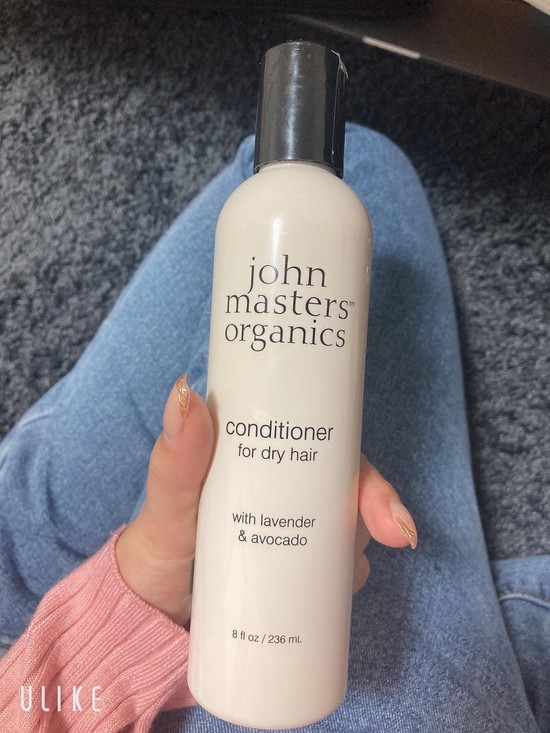 john
masters™
organics
conditioner
for dry hair
with lavender
& avocado
8 fl oz / 236 mL
ULIKE